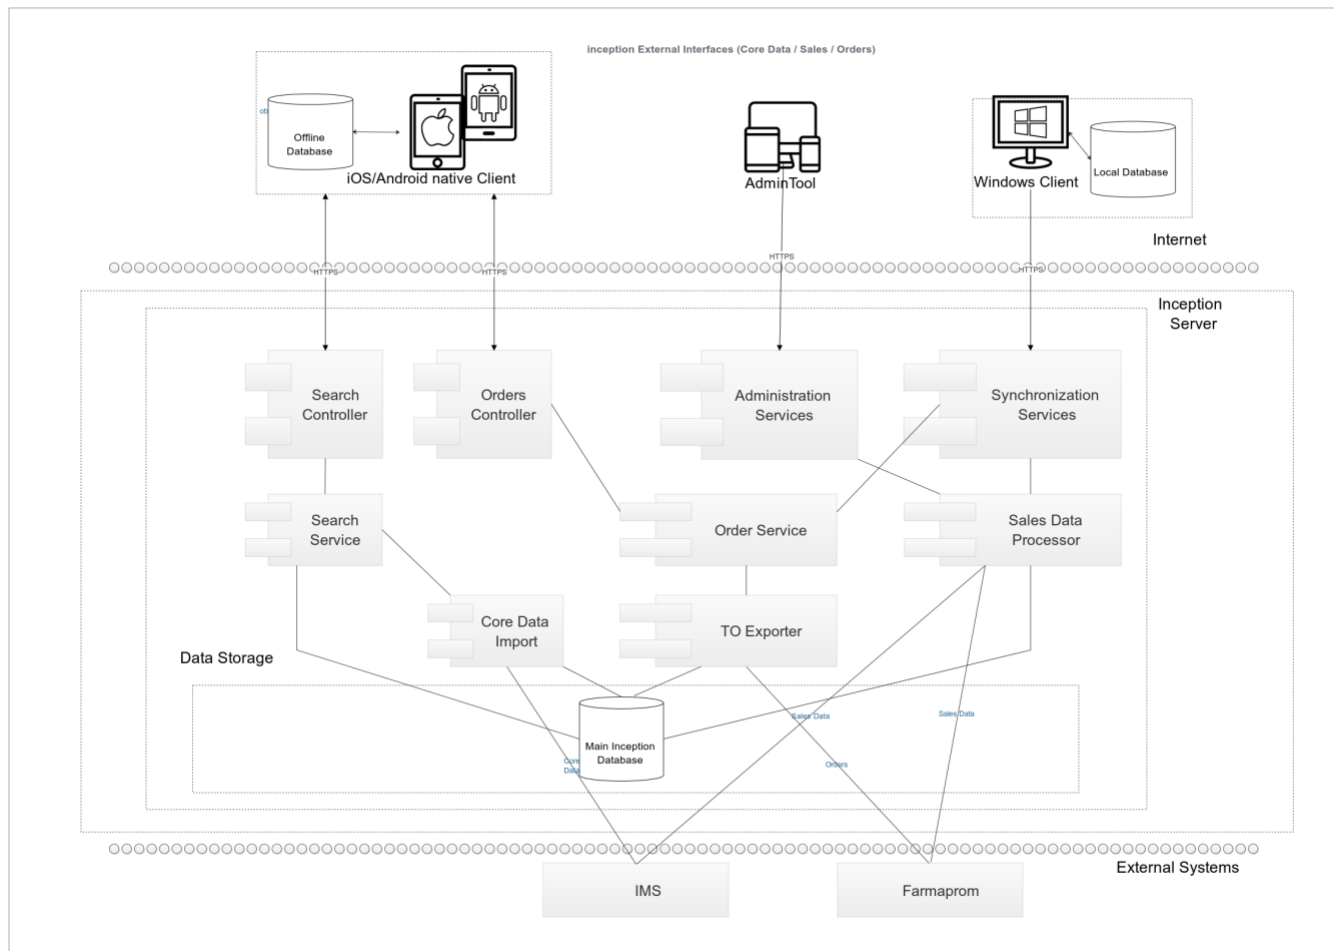 inception External Interfaces (Core Data / Sales / Orders)
ob
Offline
Database
iOS/Android native Client
AdminTool
Windows Client
Local Database
Internet
HTTPS
HTTPS
HTTPS
HTTPS
Inception
Server
Search
Controller
Orders
Controller
Administration
Services
Synchronization
Services
Search
Service
Order Service
Sales Data
Processor
Core Data
Import
TO Exporter
Data Storage
Main Inception
Database
Core
Data
Sales Data
Sales Data
Orders
External Systems
IMS
Farmaprom